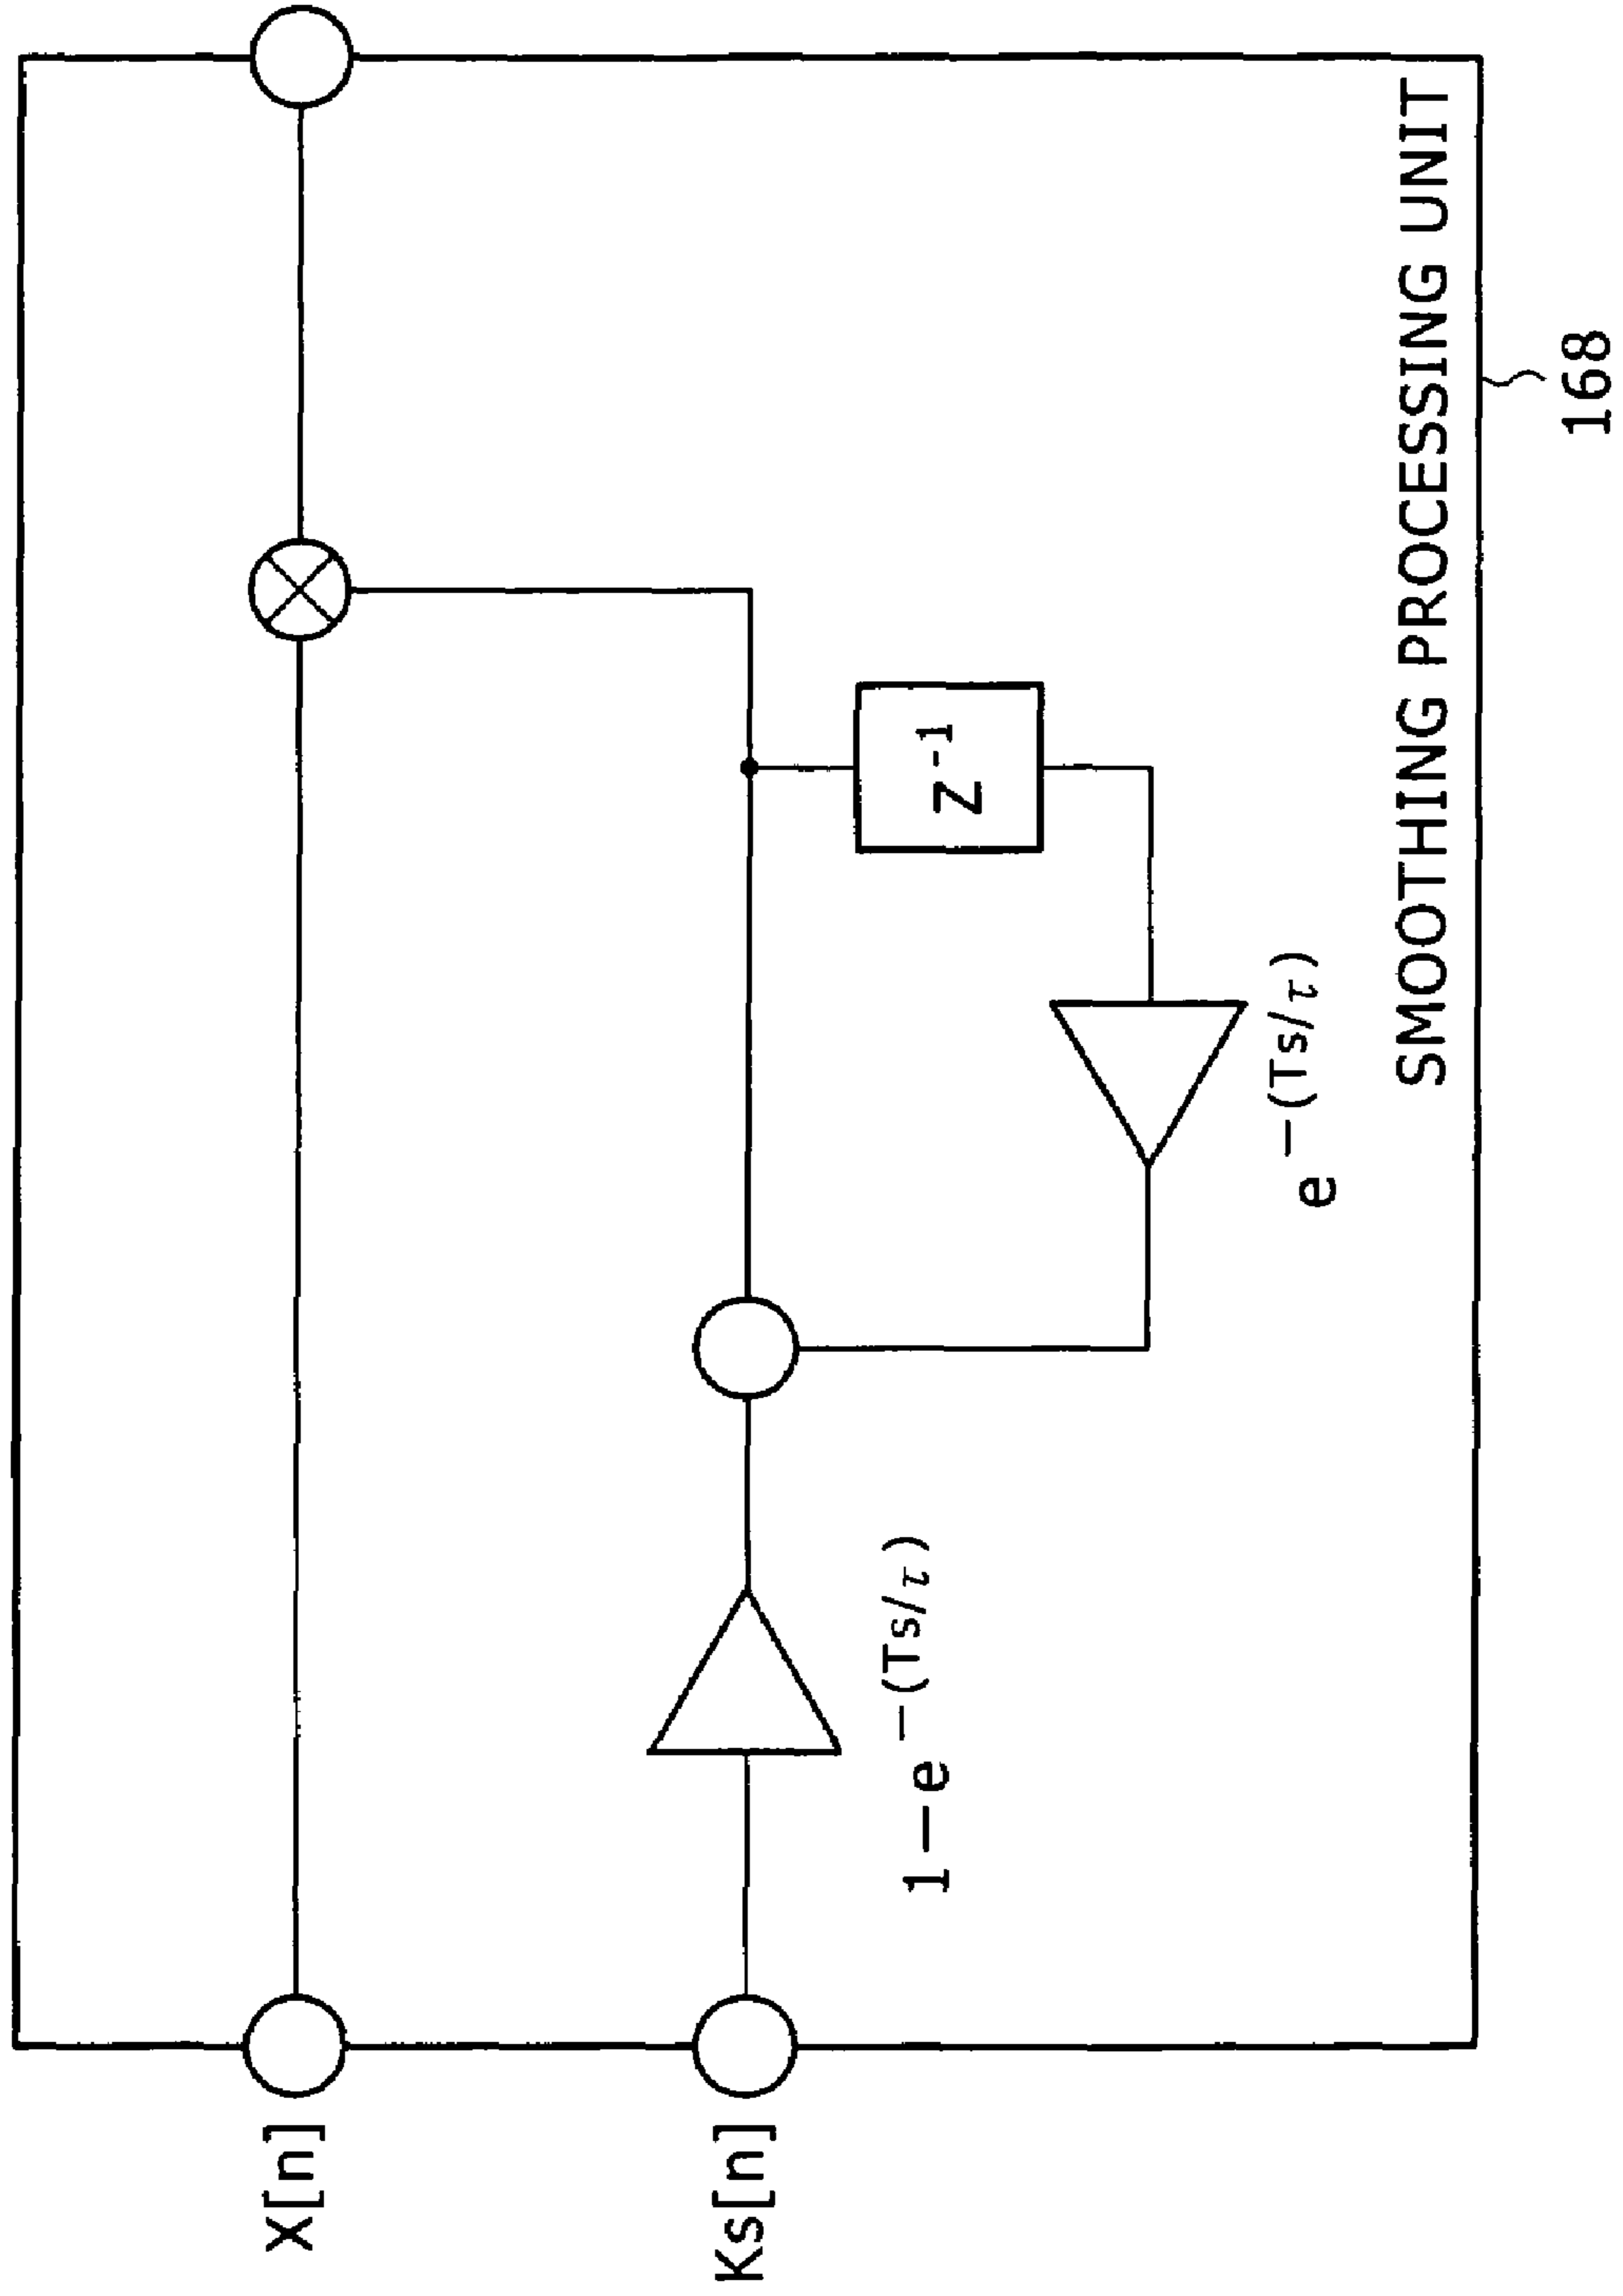 X[n]
Ks[n]
1-e^-(Ts/τ)
Z^-1
e^-(Ts/τ)
SMOOTHING PROCESSING UNIT
168